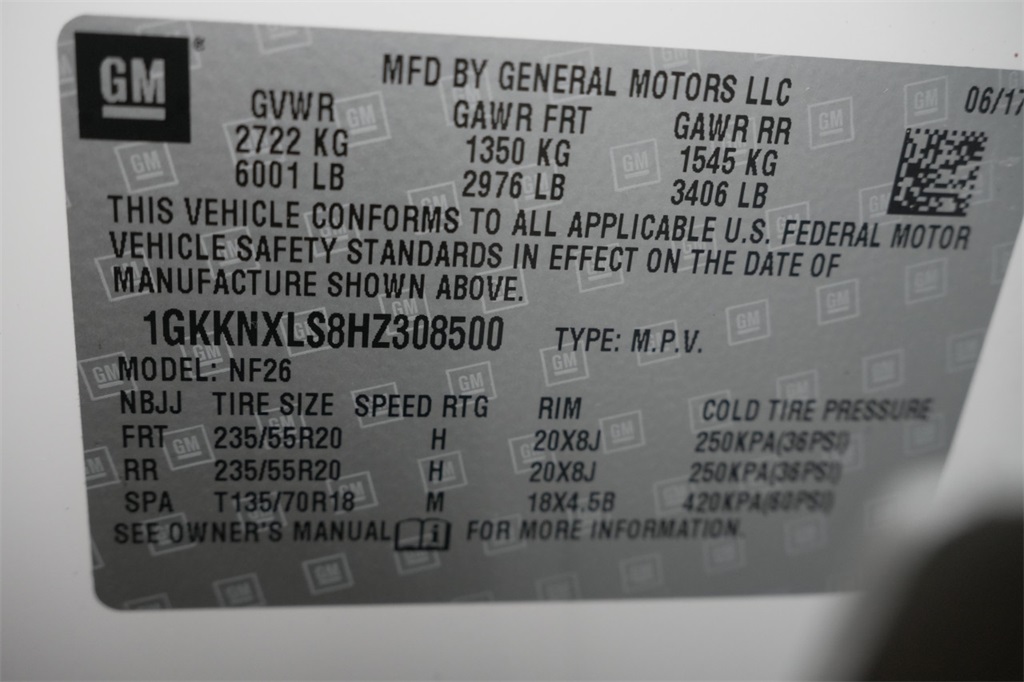 GM ®
MFD BY GENERAL MOTORS LLC 06/17
GVWR GAWR FRT GAWR RR
2722 KG 1350 KG 1545 KG
6001 LB 2976 LB 3406 LB
THIS VEHICLE CONFORMS TO ALL APPLICABLE U.S. FEDERAL MOTOR
VEHICLE SAFETY STANDARDS IN EFFECT ON THE DATE OF
MANUFACTURE SHOWN ABOVE.
1GKKNXLS8HZ308500 TYPE: M.P.V.
MODEL: NF26
NBJJ TIRE SIZE SPEED RTG RIM COLD TIRE PRESSURE
FRT 235/55R20 H 20X8J 250KPA(36PSI)
RR 235/55R20 H 20X8J 250KPA(36PSI)
SPA T135/70R18 M 18X4.5B 420KPA(60PSI)
SEE OWNER'S MANUAL i FOR MORE INFORMATION.